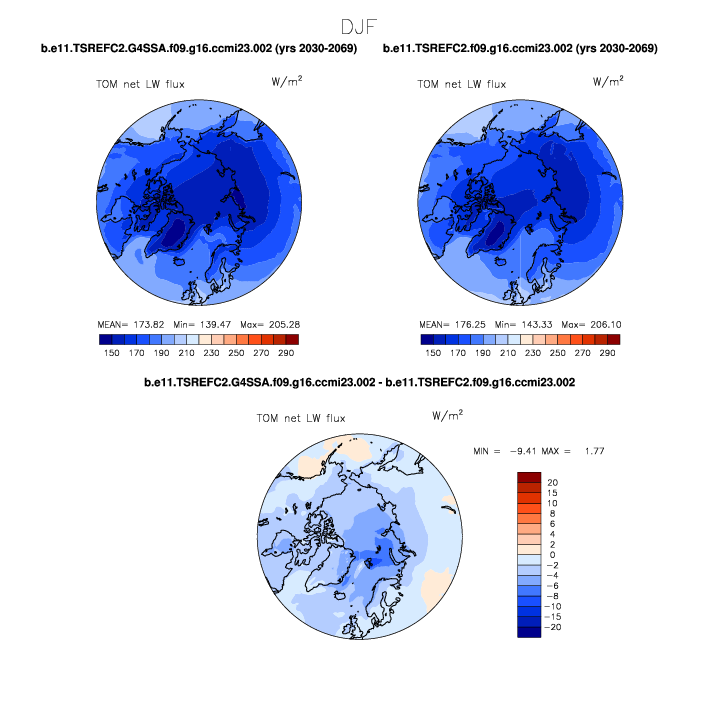 DJF
b.e11.TSREFC2.G4SSA.f09.g16.ccmi23.002 (yrs 2030-2069) b.e11.TSREFC2.f09.g16.ccmi23.002 (yrs 2030-2069)
TOM net LW flux W/m² TOM net LW flux W/m²
MEAN= 173.82 Min= 139.47 Max= 205.28 MEAN= 176.25 Min= 143.33 Max= 206.10
150 170 190 210 230 250 270 290 150 170 190 210 230 250 270 290
b.e11.TSREFC2.G4SSA.f09.g16.ccmi23.002 - b.e11.TSREFC2.f09.g16.ccmi23.002
TOM net LW flux W/m²
MIN = -9.41 MAX = 1.77
20
15
10
8
6
4
2
0
-2
-4
-6
-8
-10
-15
-20